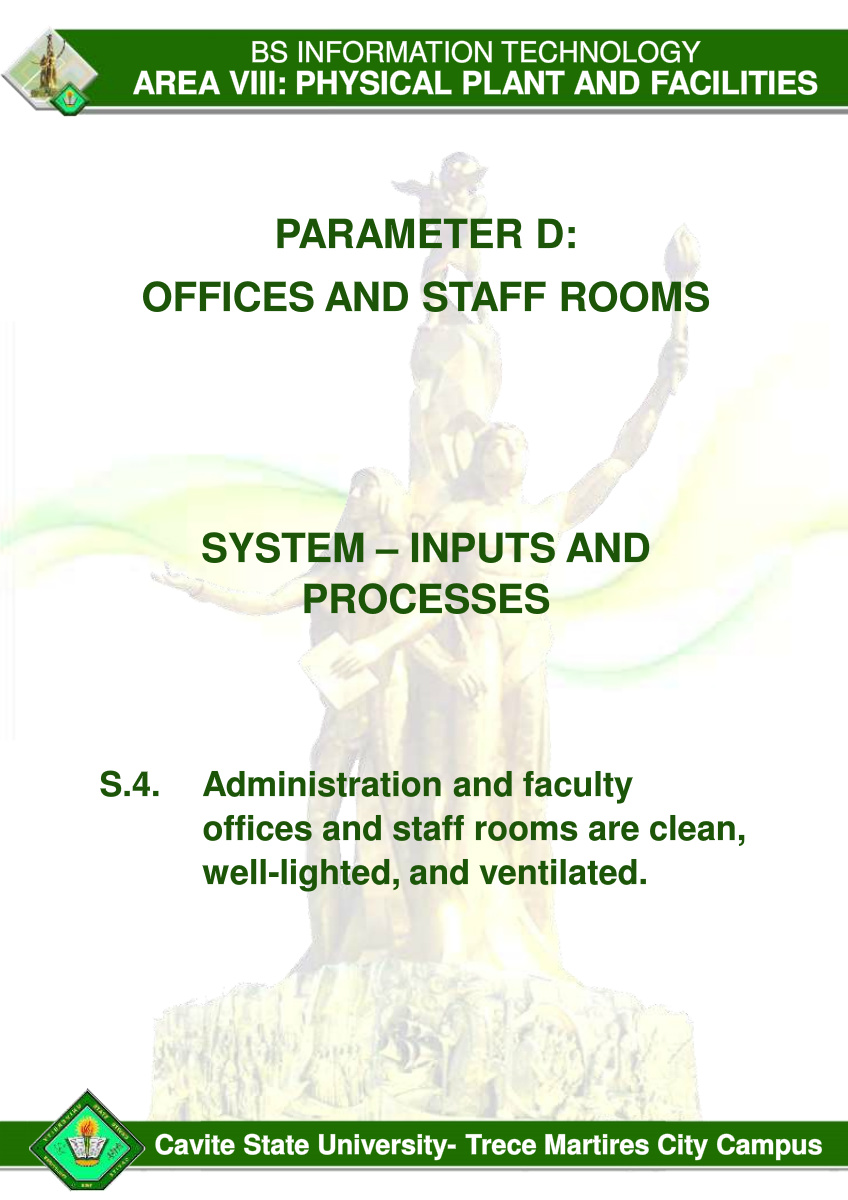 BS INFORMATION TECHNOLOGY
AREA VIII: PHYSICAL PLANT AND FACILITIES
PARAMETER D:
OFFICES AND STAFF ROOMS
SYSTEM – INPUTS AND
PROCESSES
S.4. Administration and faculty
offices and staff rooms are clean,
well-lighted, and ventilated.
Cavite State University- Trece Martires City Campus